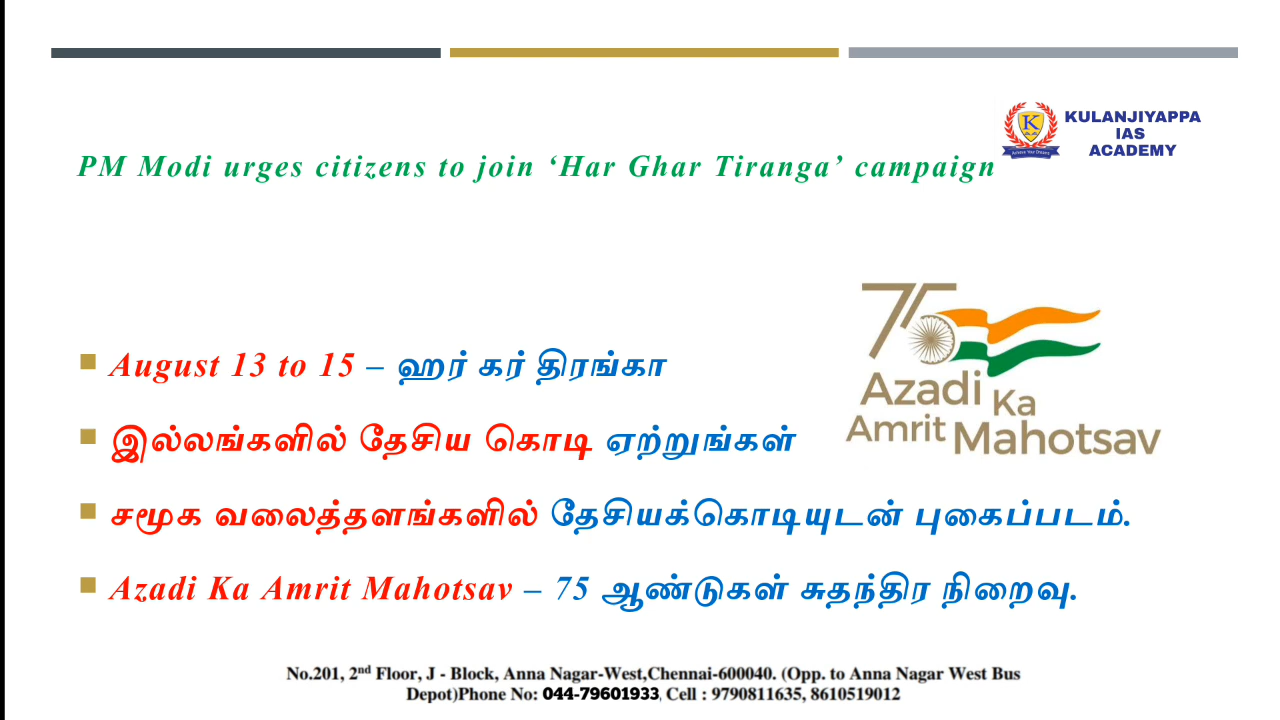 KULANJIYAPPA
IAS
ACADEMY
PM Modi urges citizens to join ‘Har Ghar Tiranga’ campaign
75
Azadi Ka
Amrit Mahotsav
August 13 to 15 – ஹர் கர் திரங்கா
இல்லங்களில் தேசிய கொடி ஏற்றுங்கள்
சமூக வலைத்தளங்களில் தேசியக்கொடியுடன் புகைப்படம்.
Azadi Ka Amrit Mahotsav – 75 ஆண்டுகள் சுதந்திர நிறைவு.
No.201, 2nd Floor, J - Block, Anna Nagar-West,Chennai-600040. (Opp. to Anna Nagar West Bus
Depot)Phone No: 044-79601933, Cell : 9790811635, 8610519012